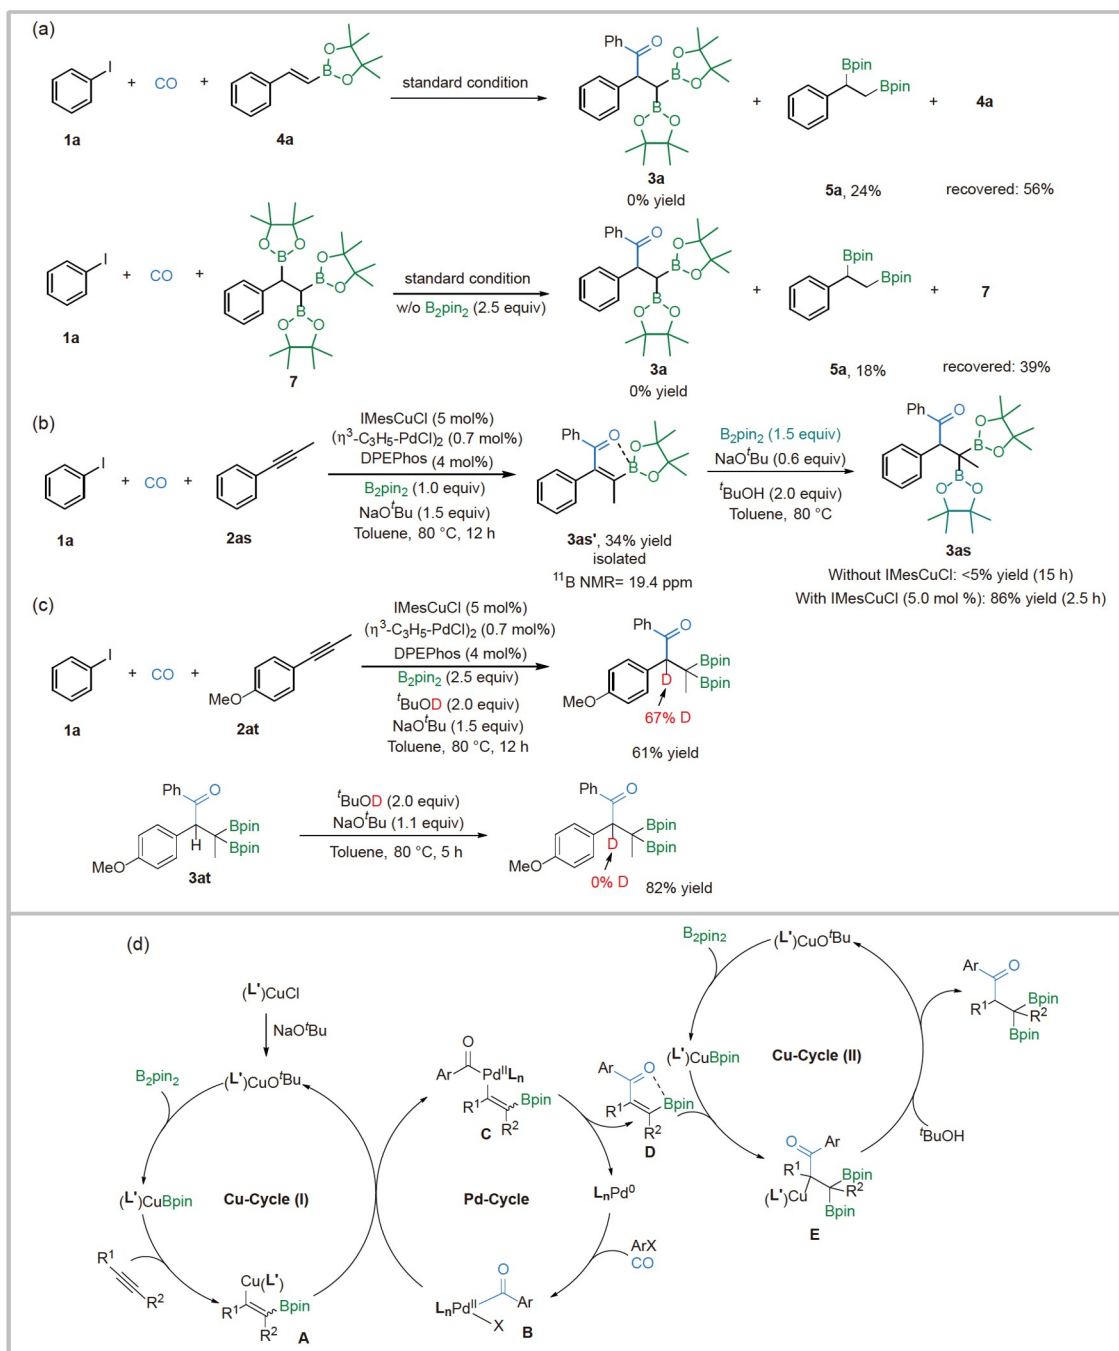 (a)
I
1a
+
CO
+
B
O
O
4a
standard condition
Ph
O
B
O
O
B
O
O
3a
0% yield
+
Bpin
Bpin
5a, 24%
+
4a
recovered: 56%
I
1a
+
CO
+
O
O
B
B
O
O
B
O
O
7
standard condition
w/o B2pin2 (2.5 equiv)
Ph
O
B
O
O
B
O
O
3a
0% yield
+
Bpin
Bpin
5a, 18%
+
7
recovered: 39%
(b)
I
1a
+
CO
+
2as
IMesCuCl (5 mol%)
(η3-C3H5-PdCl)2 (0.7 mol%)
DPEPhos (4 mol%)
B2pin2 (1.0 equiv)
NaOtBu (1.5 equiv)
Toluene, 80 °C, 12 h
Ph
O
O
B
O
3as', 34% yield
isolated
11B NMR= 19.4 ppm
B2pin2 (1.5 equiv)
NaOtBu (0.6 equiv)
tBuOH (2.0 equiv)
Toluene, 80 °C
Ph
O
O
B
O
B
O
O
3as
Without IMesCuCl: <5% yield (15 h)
With IMesCuCl (5.0 mol %): 86% yield (2.5 h)
(c)
I
1a
+
CO
+
MeO
2at
IMesCuCl (5 mol%)
(η3-C3H5-PdCl)2 (0.7 mol%)
DPEPhos (4 mol%)
B2pin2 (2.5 equiv)
tBuOD (2.0 equiv)
NaOtBu (1.5 equiv)
Toluene, 80 °C, 12 h
Ph
O
Bpin
Bpin
D
MeO
67% D
61% yield
Ph
O
Bpin
Bpin
H
MeO
3at
tBuOD (2.0 equiv)
NaOtBu (1.1 equiv)
Toluene, 80 °C, 5 h
Ph
O
Bpin
Bpin
D
MeO
0% D
82% yield
(d)
(L')CuCl
NaOtBu
B2pin2
(L')CuOtBu
(L')CuBpin
Cu-Cycle (I)
R1
R2
Cu(L')
R1
Bpin
R2
A
O
Ar
PdIILn
R1
Bpin
R2
C
Pd-Cycle
LnPd0
ArX
CO
O
LnPdII
Ar
X
B
Ar
O
R1
Bpin
R2
D
B2pin2
(L')CuOtBu
(L')CuBpin
Cu-Cycle (II)
O
Ar
R1
Bpin
R2
(L')Cu
Bpin
E
tBuOH
Ar
O
R1
Bpin
R2
Bpin